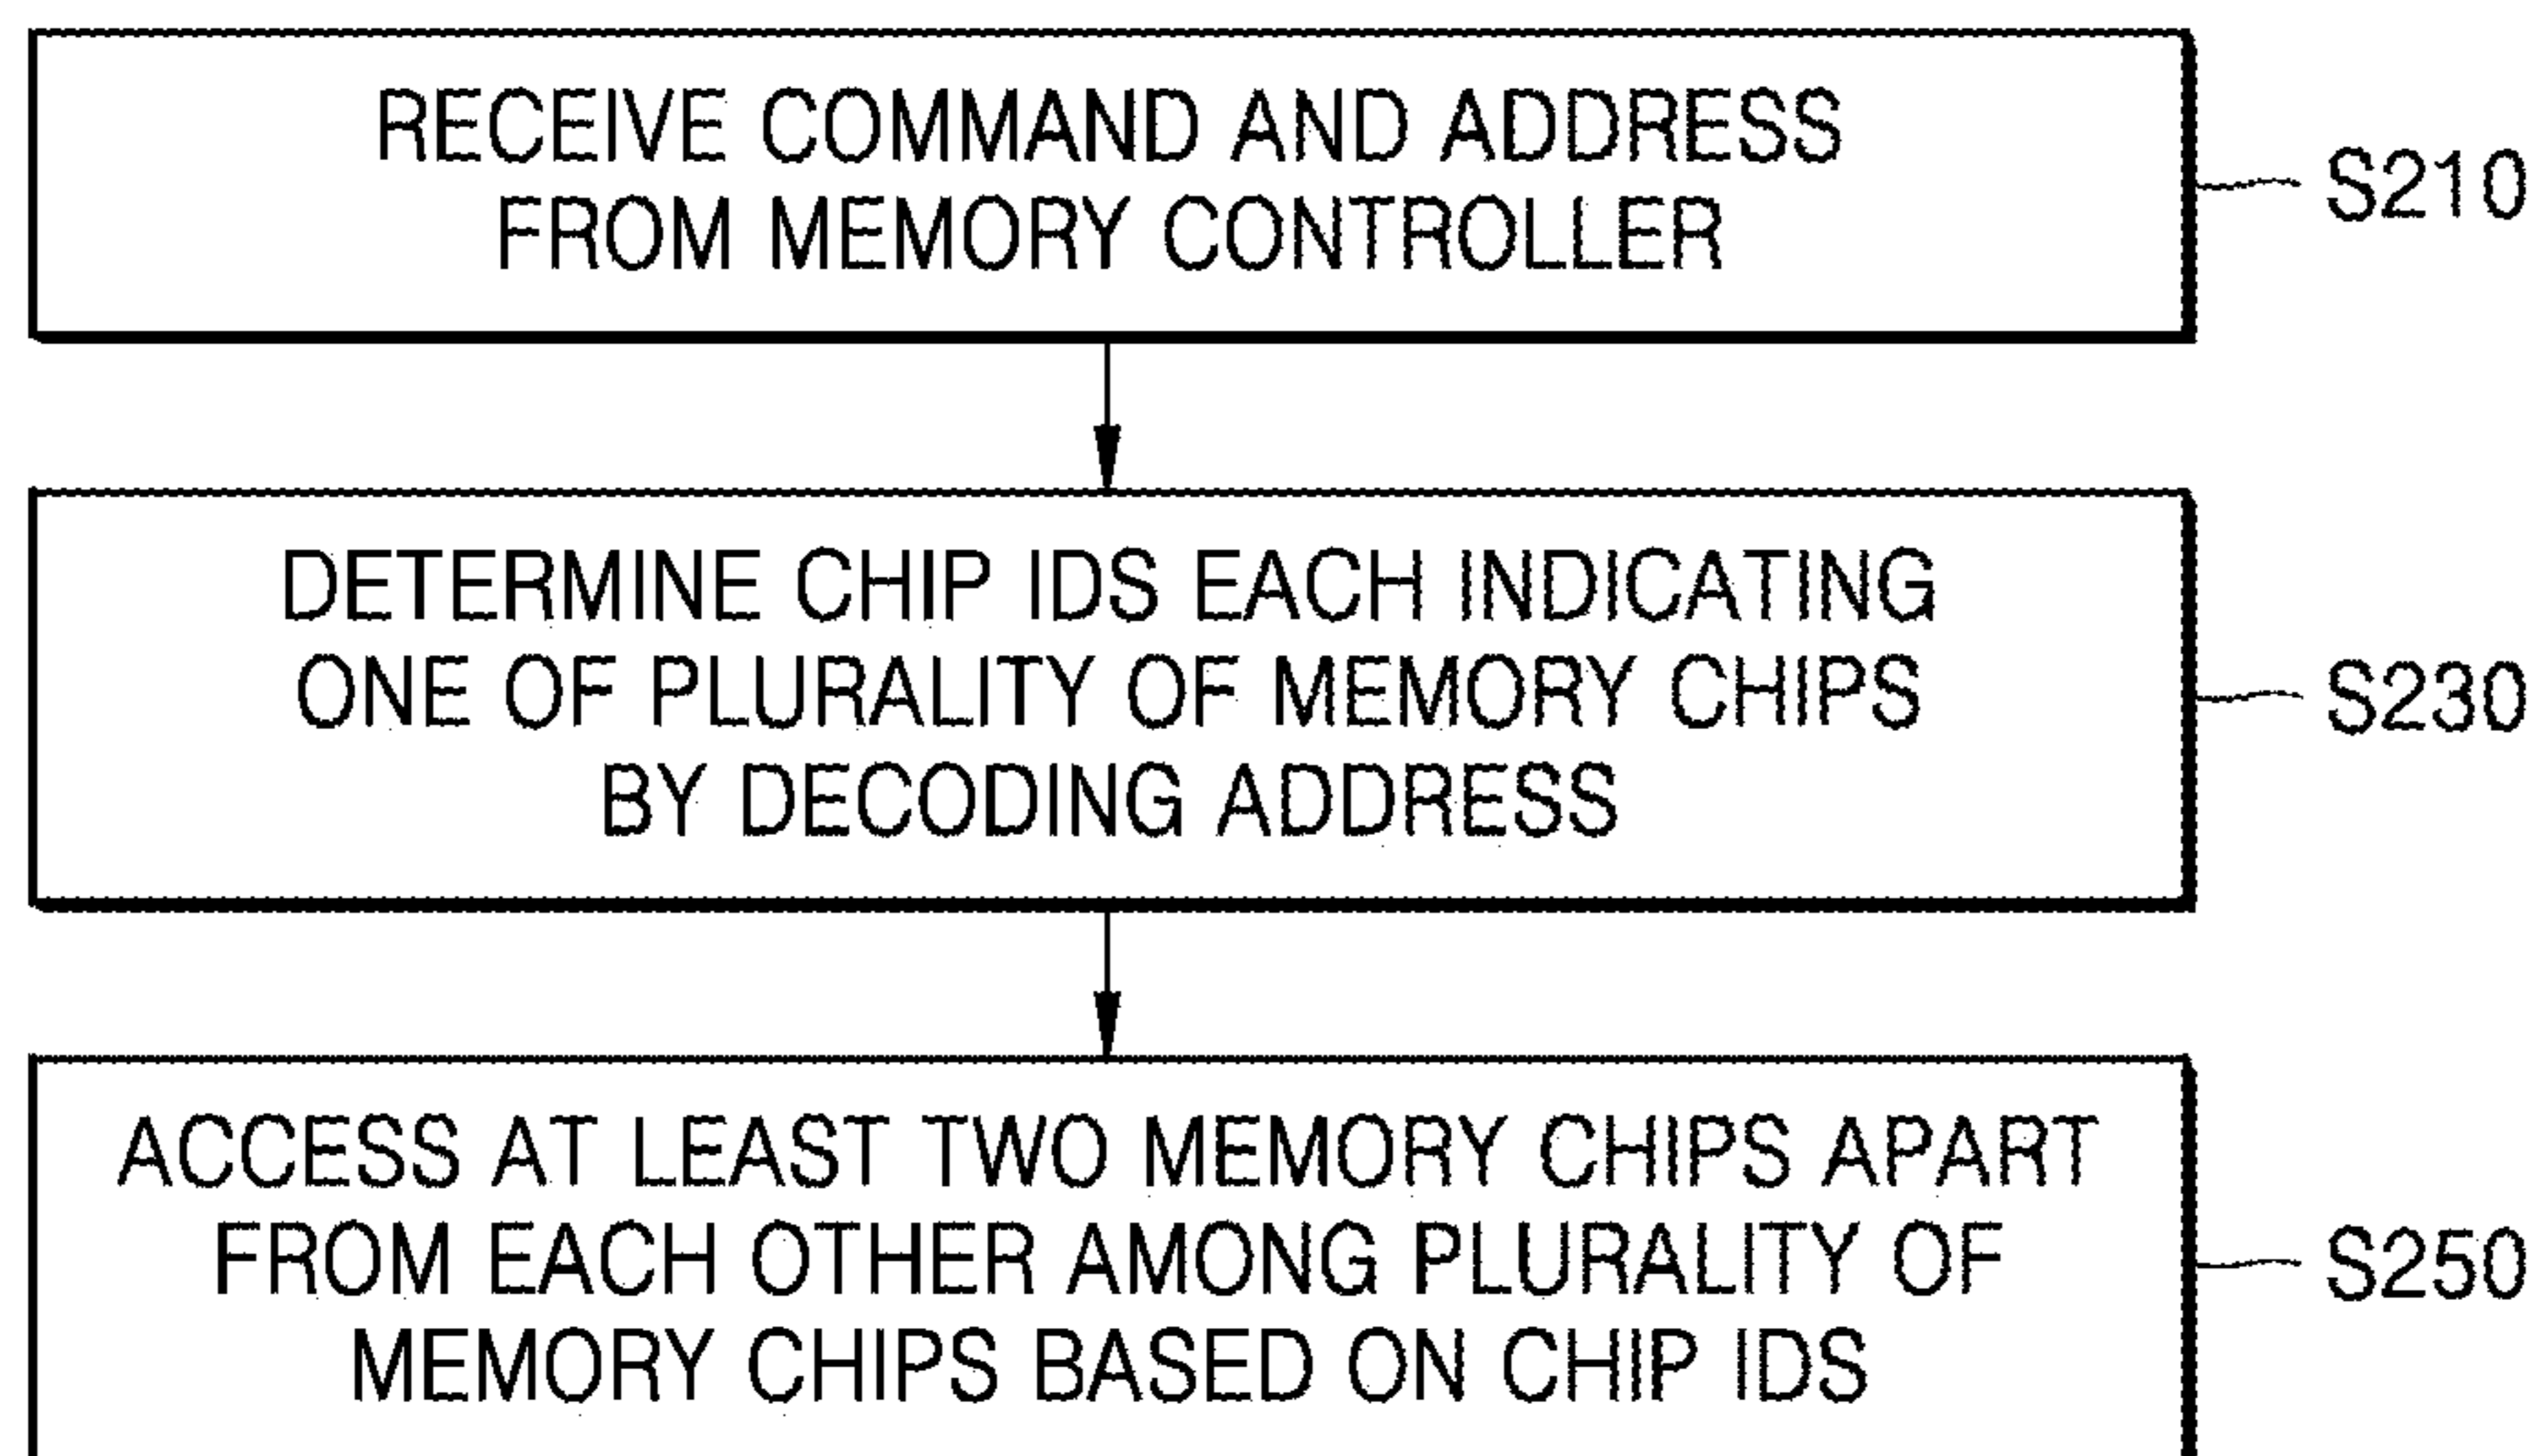 RECEIVE COMMAND AND ADDRESS
FROM MEMORY CONTROLLER
S210
DETERMINE CHIP IDS EACH INDICATING
ONE OF PLURALITY OF MEMORY CHIPS
BY DECODING ADDRESS
S230
ACCESS AT LEAST TWO MEMORY CHIPS APART
FROM EACH OTHER AMONG PLURALITY OF
MEMORY CHIPS BASED ON CHIP IDS
S250